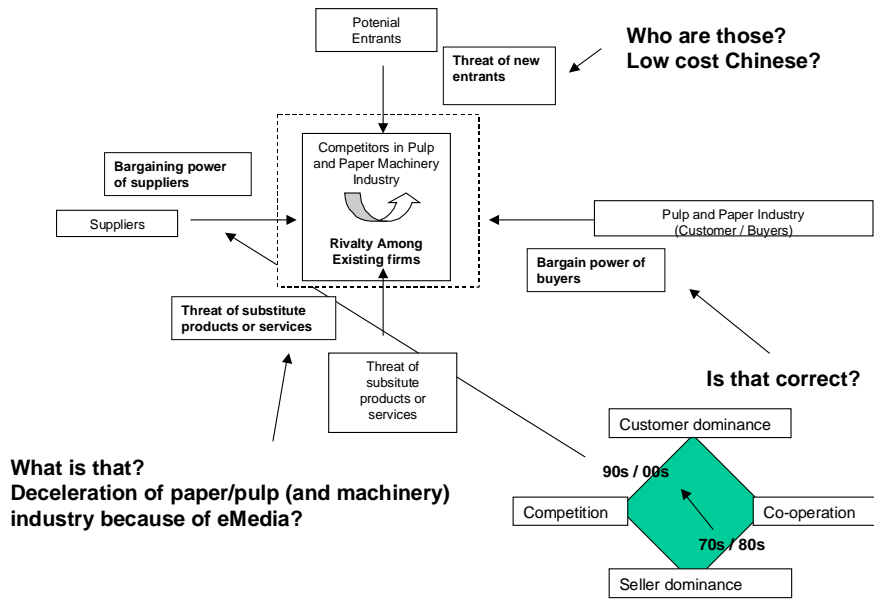 Potenial
Entrants
Threat of new
entrants
Who are those?
Low cost Chinese?
Competitors in Pulp
and Paper Machinery
Industry
Rivalty Among
Existing firms
Bargaining power
of suppliers
Suppliers
Pulp and Paper Industry
(Customer / Buyers)
Bargain power of
buyers
Threat of substitute
products or services
Threat of
subsitute
products or
services
Is that correct?
What is that?
Deceleration of paper/pulp (and machinery)
industry because of eMedia?
Customer dominance
90s / 00s
Competition
Co-operation
70s / 80s
Seller dominance